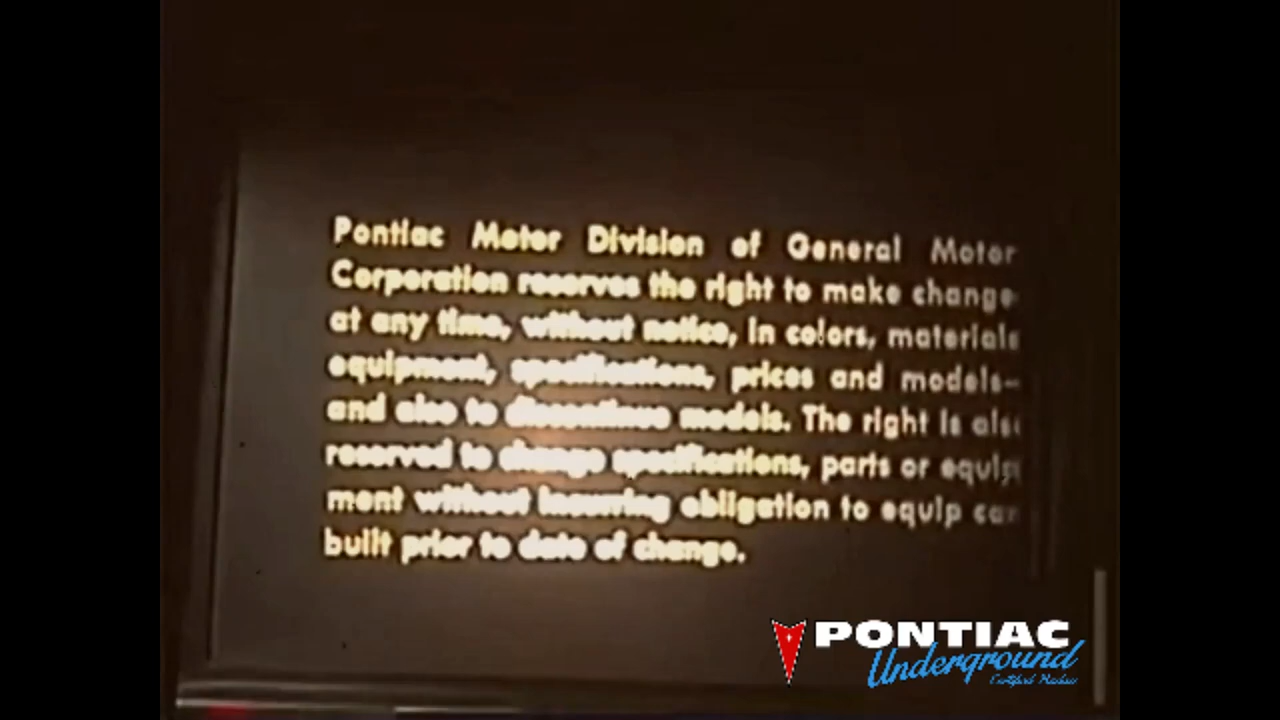 Pontiac Motor Division of General Motor
Corporation reserves the right to make change
at any time, without notice, in colors, materials
equipment, specifications, prices and models—
and also to discontinue models. The right is als
reserved to change specifications, parts or equip
ment without incurring obligation to equip car
built prior to date of change.
PONTIAC
Underground